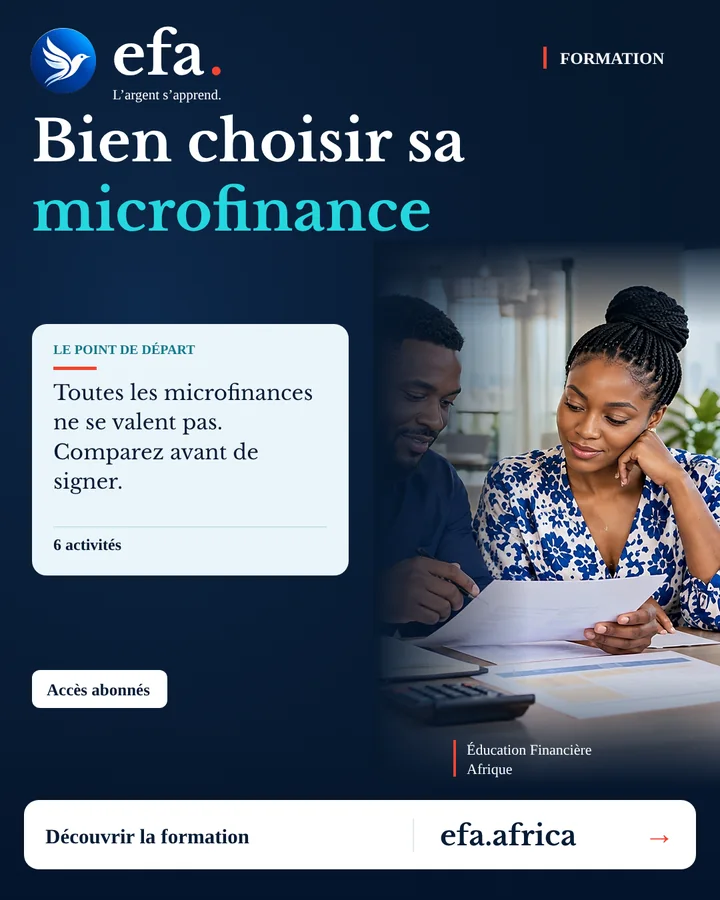 efa.
L’argent s’apprend.
FORMATION
Bien choisir sa
microfinance
LE POINT DE DÉPART
Toutes les microfinances
ne se valent pas.
Comparez avant de
signer.
6 activités
Accès abonnés
Éducation Financière
Afrique
Découvrir la formation
efa.africa →